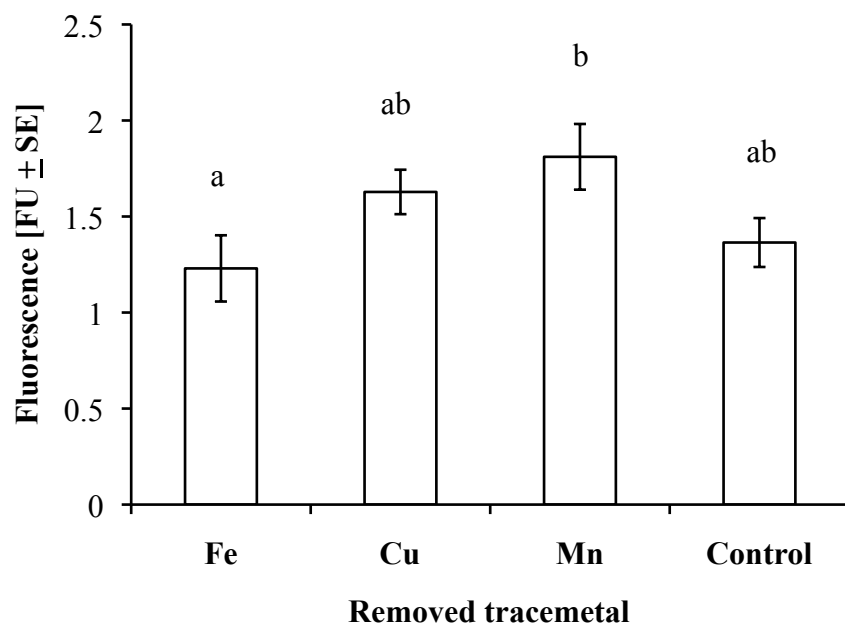 Fluorescence [FU ± SE]
2.5
2
1.5
1
0.5
0
a
ab
b
ab
Fe Cu Mn Control
Removed tracemetal